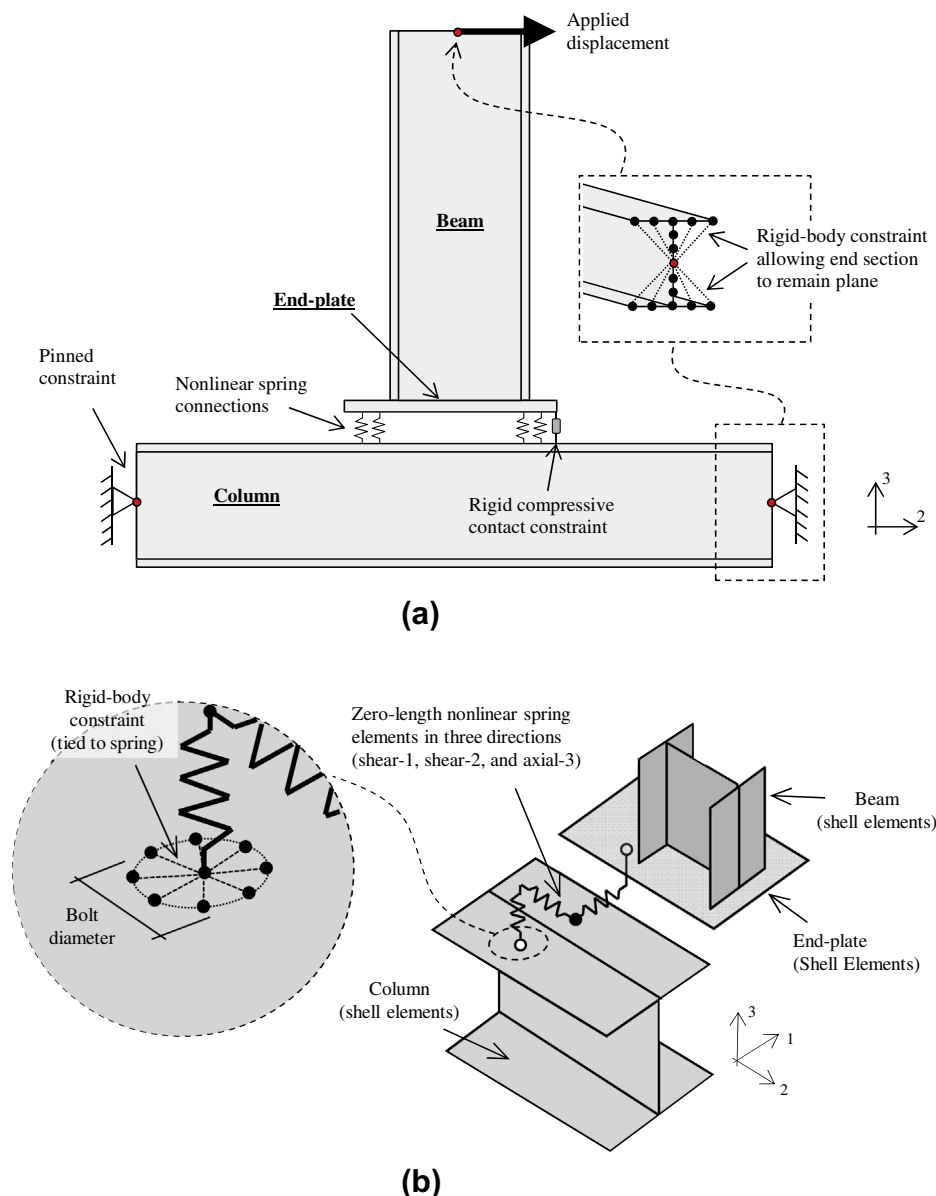 Applied
displacement
Beam
Rigid-body constraint
allowing end section
to remain plane
End-plate
Pinned
constraint
Nonlinear spring
connections
Column
Rigid compressive
contact constraint
3
2
(a)
Rigid-body
constraint
(tied to spring)
Zero-length nonlinear spring
elements in three directions
(shear-1, shear-2, and axial-3)
Beam
(shell elements)
Bolt
diameter
End-plate
(Shell Elements)
Column
(shell elements)
3
1
2
(b)